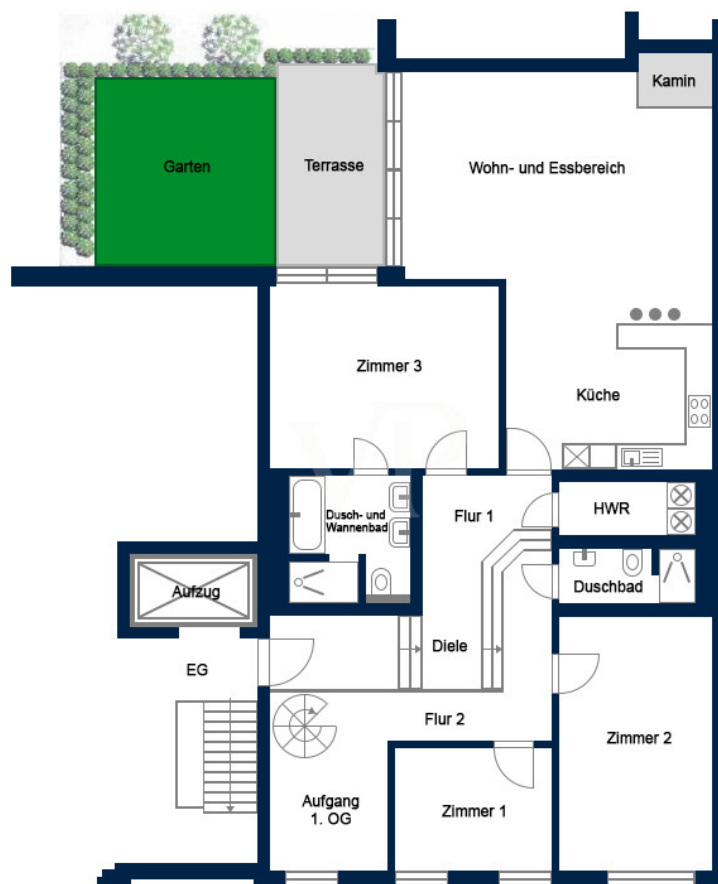 Kamin
Garten
Terrasse
Wohn- und Essbereich
Zimmer 3
Küche
Dusch- und
Wannenbad
Flur 1
HWR
Aufzug
Duschbad
Diele
EG
Flur 2
Zimmer 2
Aufgang
1. OG
Zimmer 1
VP